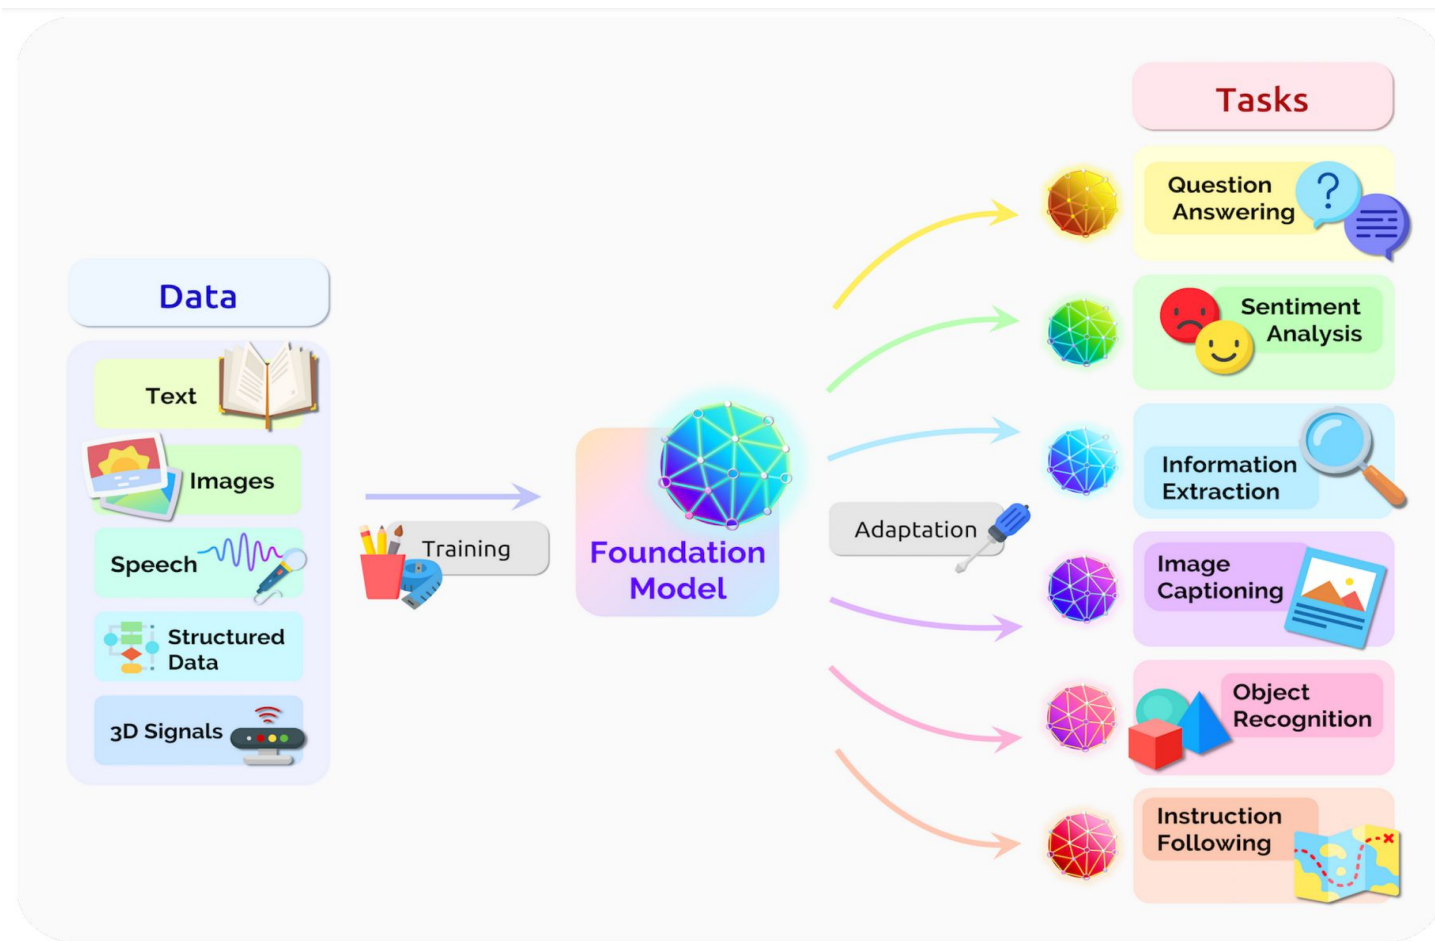 Data
Text
Images
Speech
Structured
Data
3D Signals
Training
Foundation
Model
Adaptation
Tasks
Question
Answering
?
Sentiment
Analysis
Information
Extraction
Image
Captioning
Object
Recognition
Instruction
Following